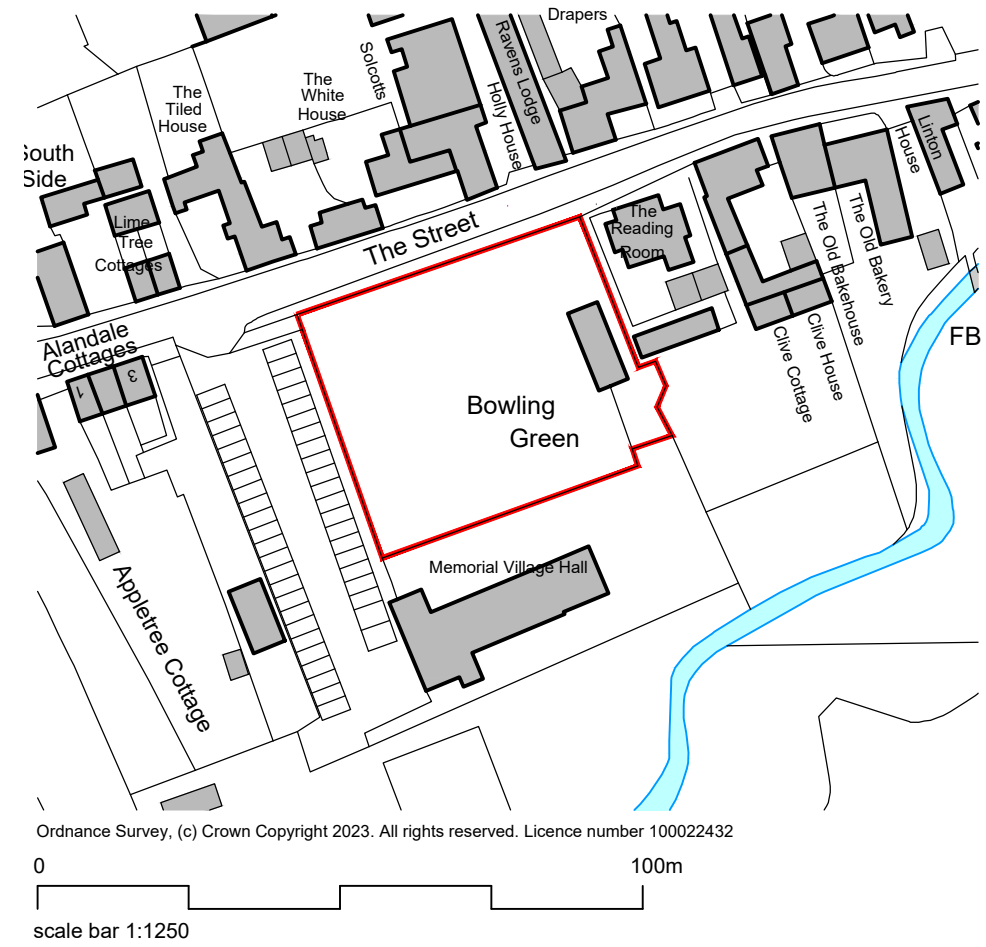 Drapers
Ravens Lodge
Holly House
Solcotts
The
White
House
The
Tiled
House
South
Side
Lime
Tree
Cottages
The Street
The
Reading
Room
Linton
House
The Old Bakery
The Old Bakehouse
Clive House
Clive Cottage
FB
Alandale
Cottages
1
3
Bowling
Green
Memorial Village Hall
Appletree Cottage
Ordnance Survey, (c) Crown Copyright 2023. All rights reserved. Licence number 100022432
0
100m
scale bar 1:1250